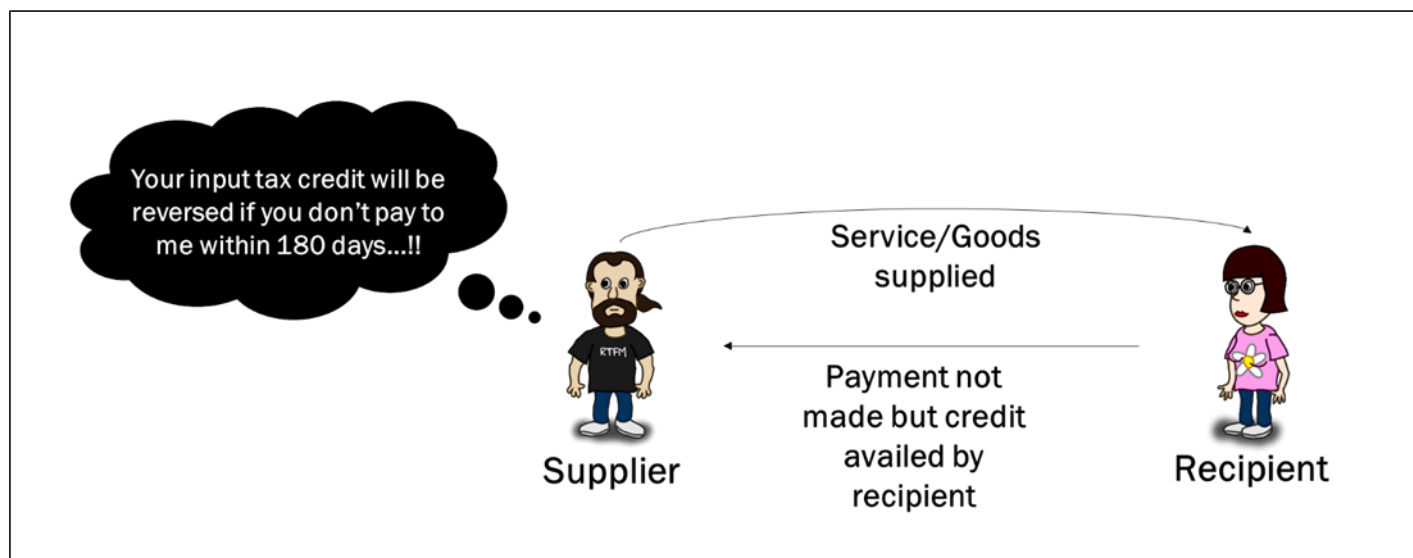 Your input tax credit will be
reversed if you don't pay to
me within 180 days...!!
Service/Goods
supplied
RTFM
Payment not
made but credit
availed by
recipient
Supplier
Recipient